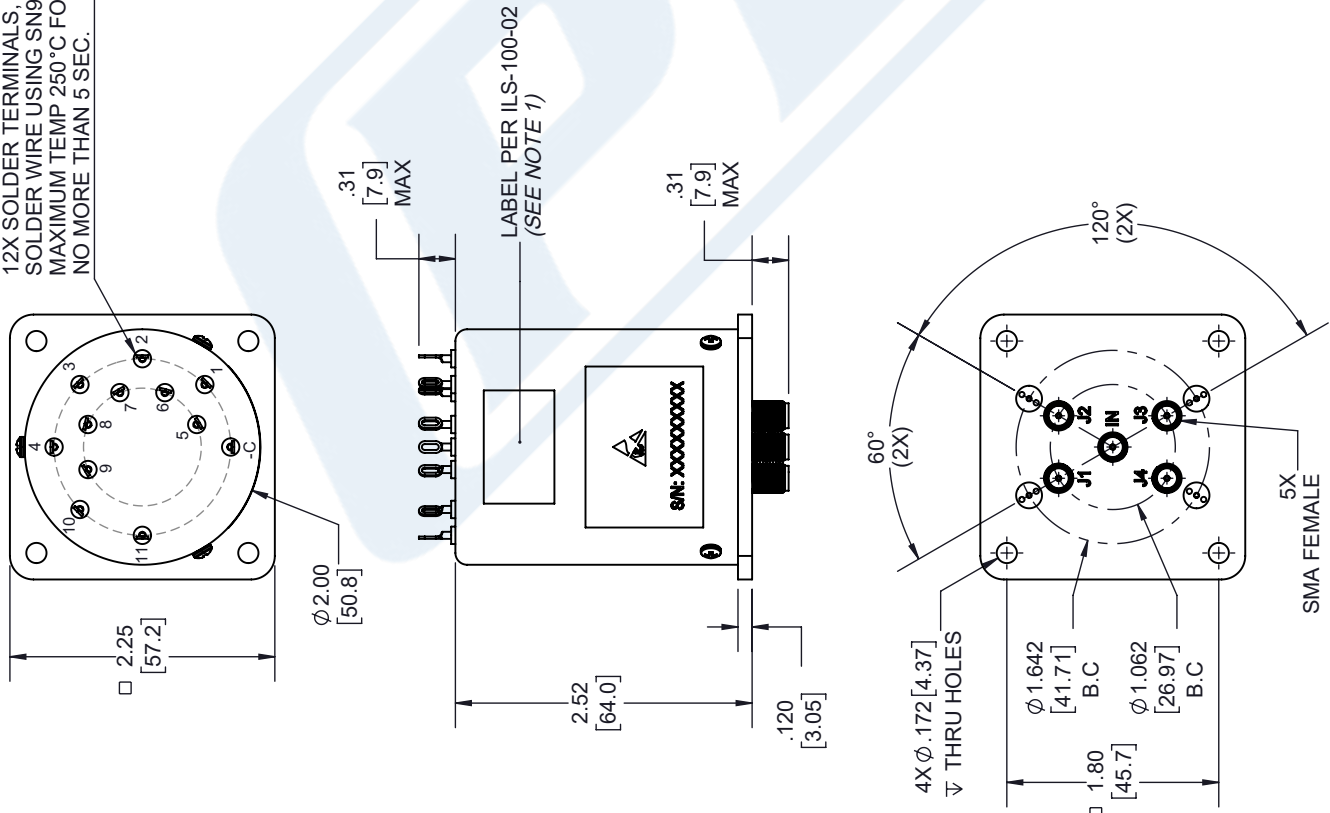 12X SOLDER TERMINALS,
SOLDER WIRE USING SN9
MAXIMUM TEMP 250°C FO
NO MORE THAN 5 SEC.
3
2
1
4
8
7
6
5
9
10
11
-C
□ 2.25
[57.2]
Ø 2.00
[50.8]
.31
[7.9]
MAX
LABEL PER ILS-100-02
(SEE NOTE 1)
S/N: XXXXXXXXX
2.52
[64.0]
.120
[3.05]
.31
[7.9]
MAX
60°
(2X)
120°
(2X)
J1
J2
IN
J3
J4
4X Ø .172 [4.37]
↧ THRU HOLES
Ø 1.642
[41.71]
B.C
Ø 1.062
[26.97]
B.C
□ 1.80
[45.7]
5X
SMA FEMALE